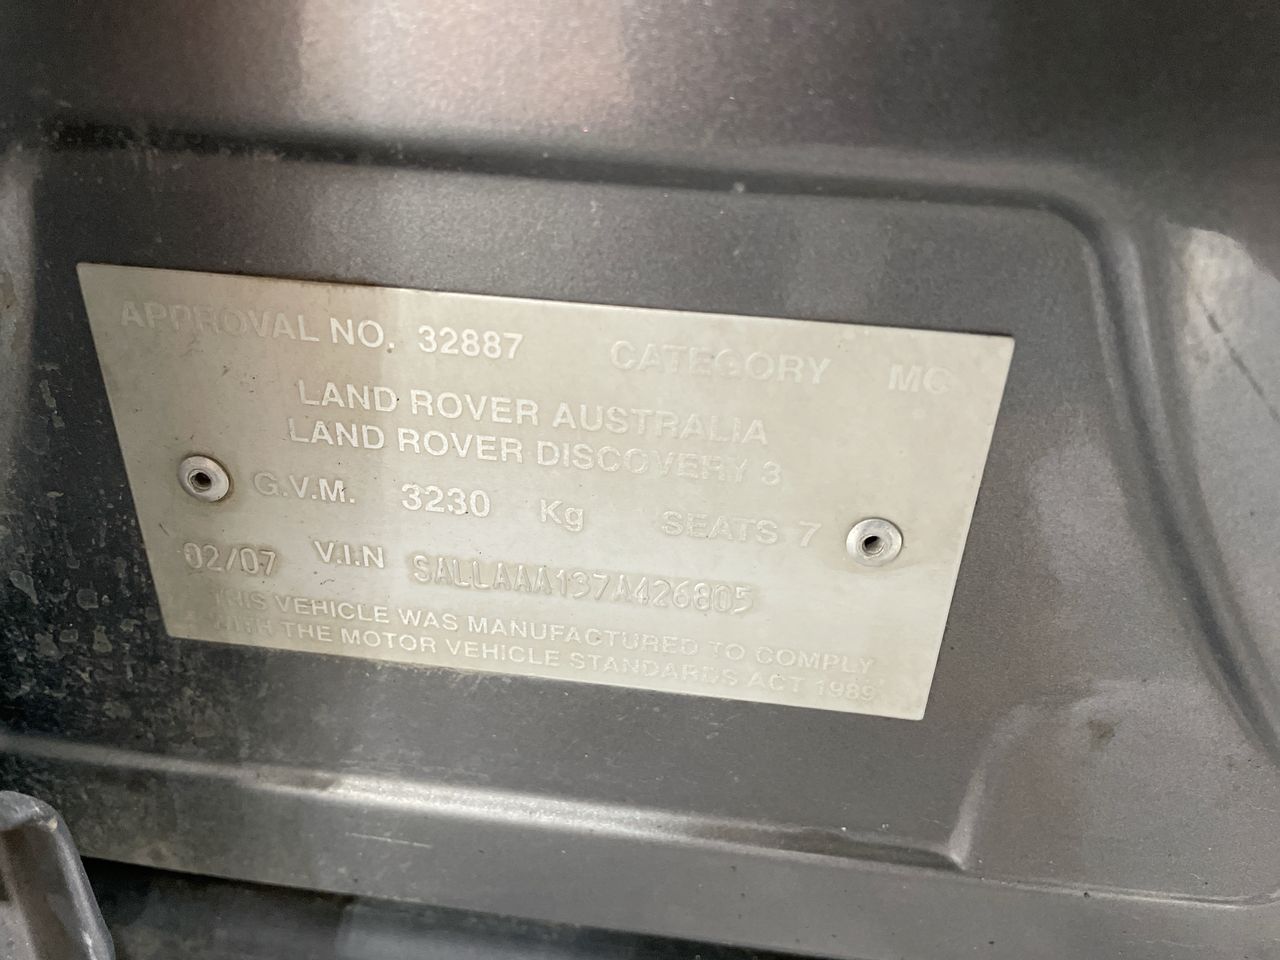 APPROVAL NO. 32887 CATEGORY MC
LAND ROVER AUSTRALIA
LAND ROVER DISCOVERY 3
G.V.M. 3230 Kg SEATS 7
02/07 V.I.N SALLAAA137A426805
THIS VEHICLE WAS MANUFACTURED TO COMPLY
WITH THE MOTOR VEHICLE STANDARDS ACT 1989